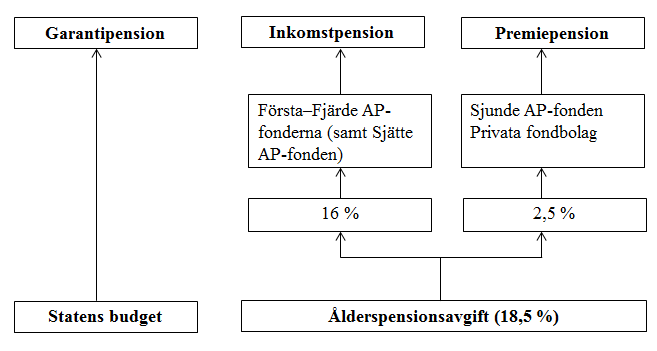 Garantipension
Inkomstpension
Premiepension
Första–Fjärde AP-
fonderna (samt Sjätte
AP-fonden)
Sjunde AP-fonden
Privata fondbolag
16 %
2,5 %
Statens budget
Ålderspensionsavgift (18,5 %)